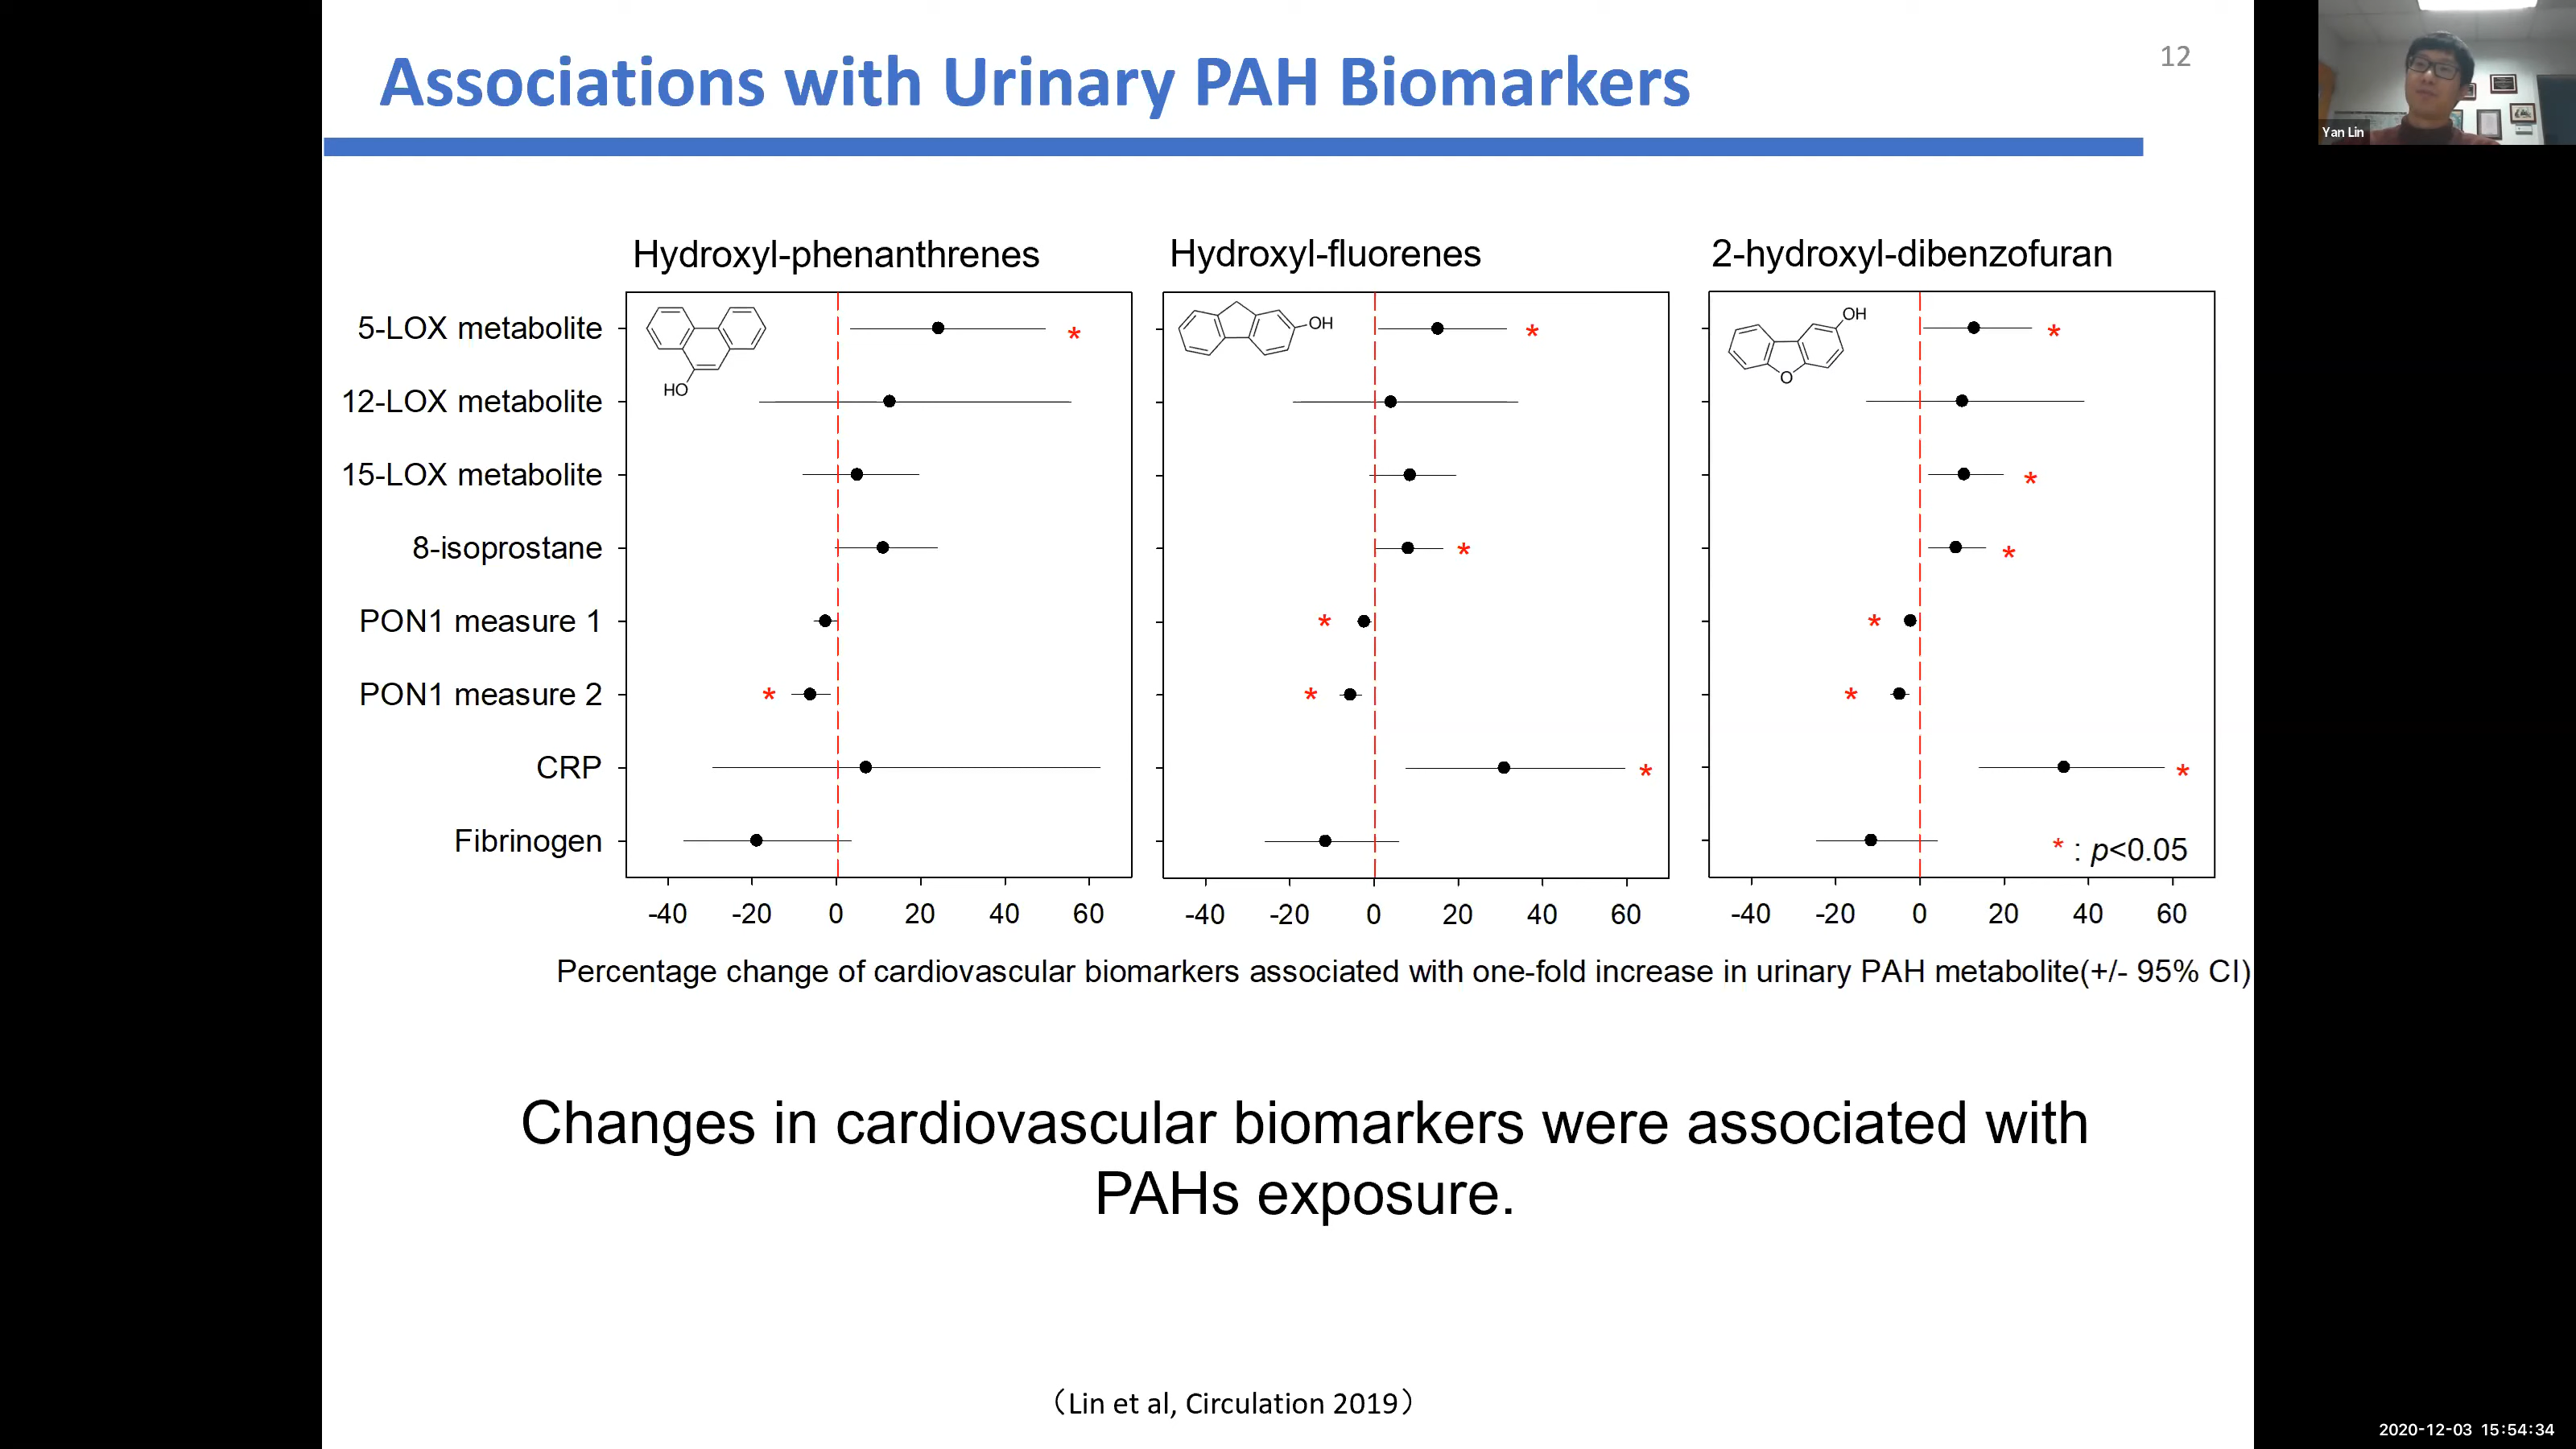 Associations with Urinary PAH Biomarkers
12
Yan Lin
Hydroxyl-phenanthrenes
Hydroxyl-fluorenes
2-hydroxyl-dibenzofuran
HO
OH
OH
O
5-LOX metabolite
*
*
*
12-LOX metabolite
15-LOX metabolite
*
8-isoprostane
*
*
PON1 measure 1
*
*
PON1 measure 2
*
*
*
CRP
*
*
Fibrinogen
* : p<0.05
-40 -20 0 20 40 60
-40 -20 0 20 40 60
-40 -20 0 20 40 60
Percentage change of cardiovascular biomarkers associated with one-fold increase in urinary PAH metabolite(+/- 95% CI)
Changes in cardiovascular biomarkers were associated with
PAHs exposure.
（Lin et al, Circulation 2019）
2020-12-03 15:54:34